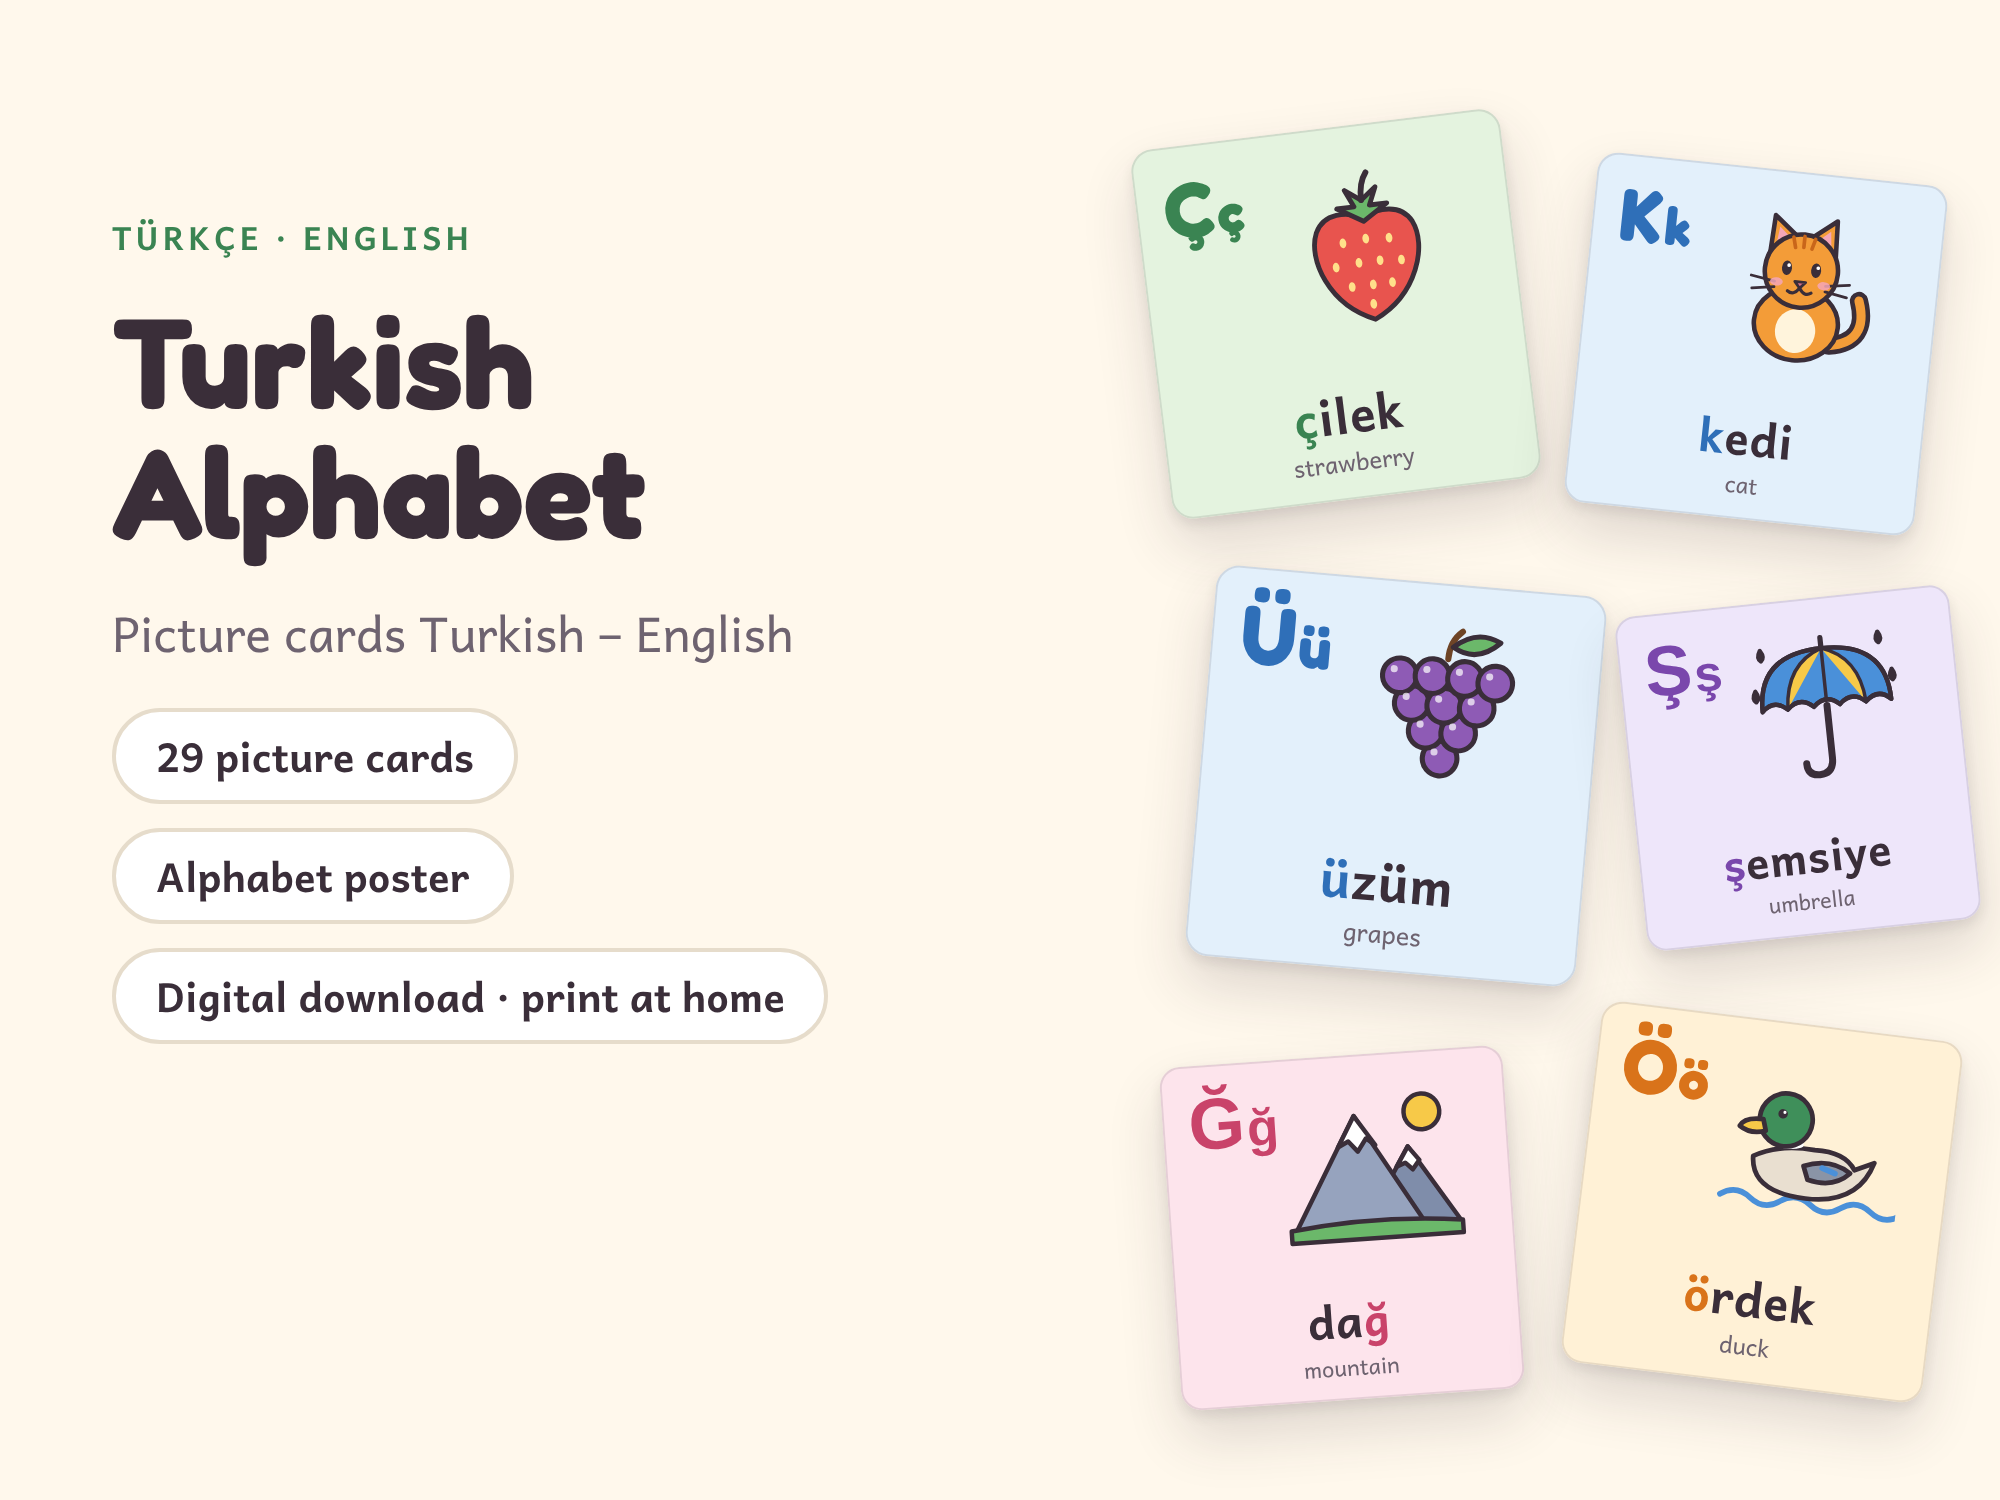 TÜRKÇE · ENGLISH
Turkish
Alphabet
Picture cards Turkish – English
29 picture cards
Alphabet poster
Digital download · print at home
Çç
çilek
strawberry
Kk
kedi
cat
Üü
üzüm
grapes
Şş
şemsiye
umbrella
Ğğ
dağ
mountain
Öö
ördek
duck